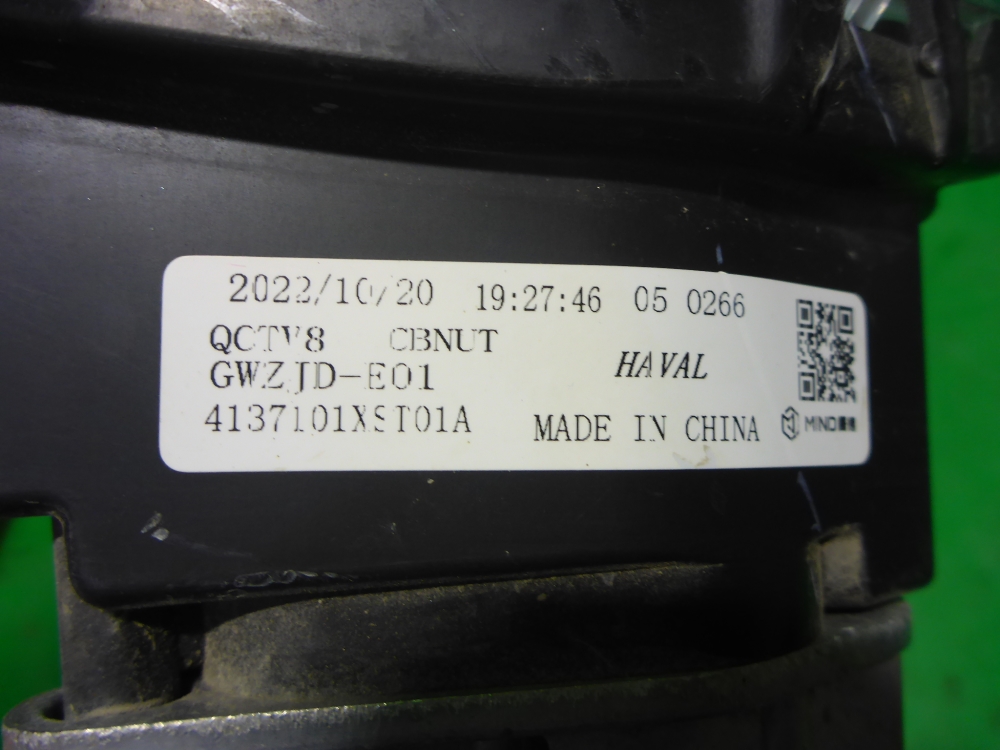 2022/10/20 19:27:46 05 0266
QCTV8 CBNUT
GWZJD-E01 HAVAL
4137101XST01A MADE IN CHINA MIND